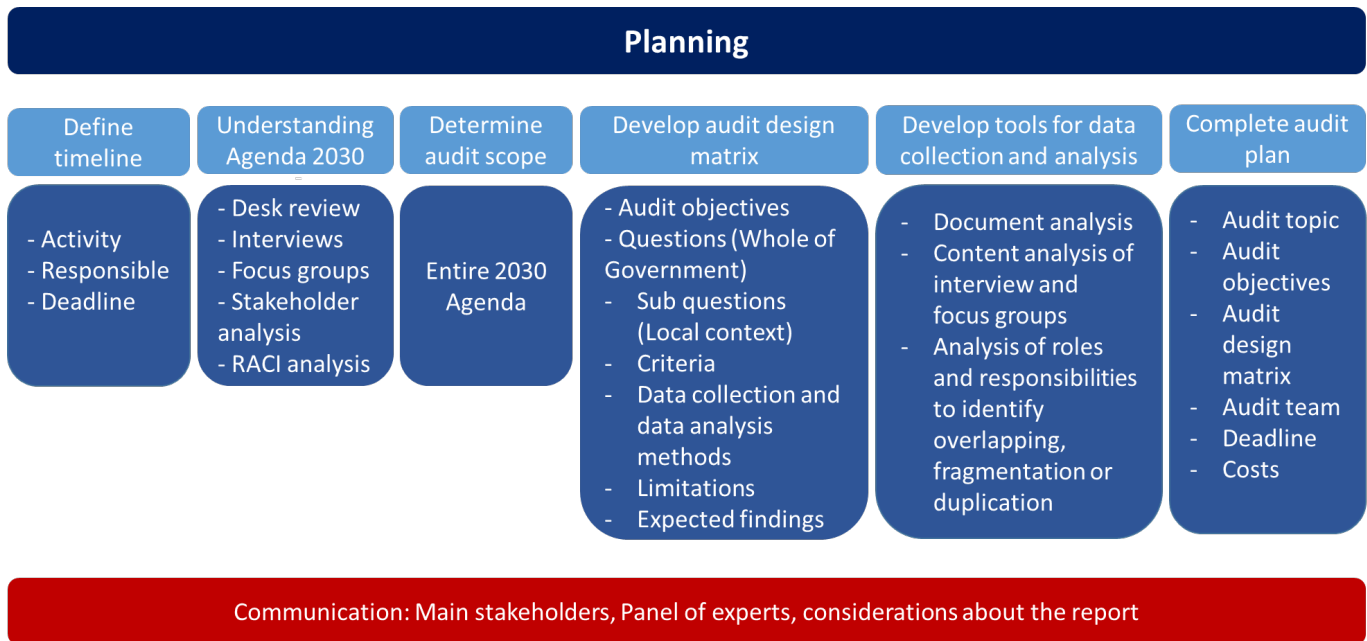 Planning
Define
timeline
- Activity
- Responsible
- Deadline
Understanding
Agenda 2030
- Desk review
- Interviews
- Focus groups
- Stakeholder
analysis
- RACI analysis
Determine
audit scope
Entire 2030
Agenda
Develop audit design
matrix
- Audit objectives
- Questions (Whole of
Government)
- Sub questions
(Local context)
- Criteria
- Data collection and
data analysis
methods
- Limitations
- Expected findings
Develop tools for data
collection and analysis
- Document analysis
- Content analysis of
interview and
focus groups
- Analysis of roles
and responsibilities
to identify
overlapping,
fragmentation or
duplication
Complete audit
plan
- Audit topic
- Audit
objectives
- Audit
design
matrix
- Audit team
- Deadline
- Costs
Communication: Main stakeholders, Panel of experts, considerations about the report